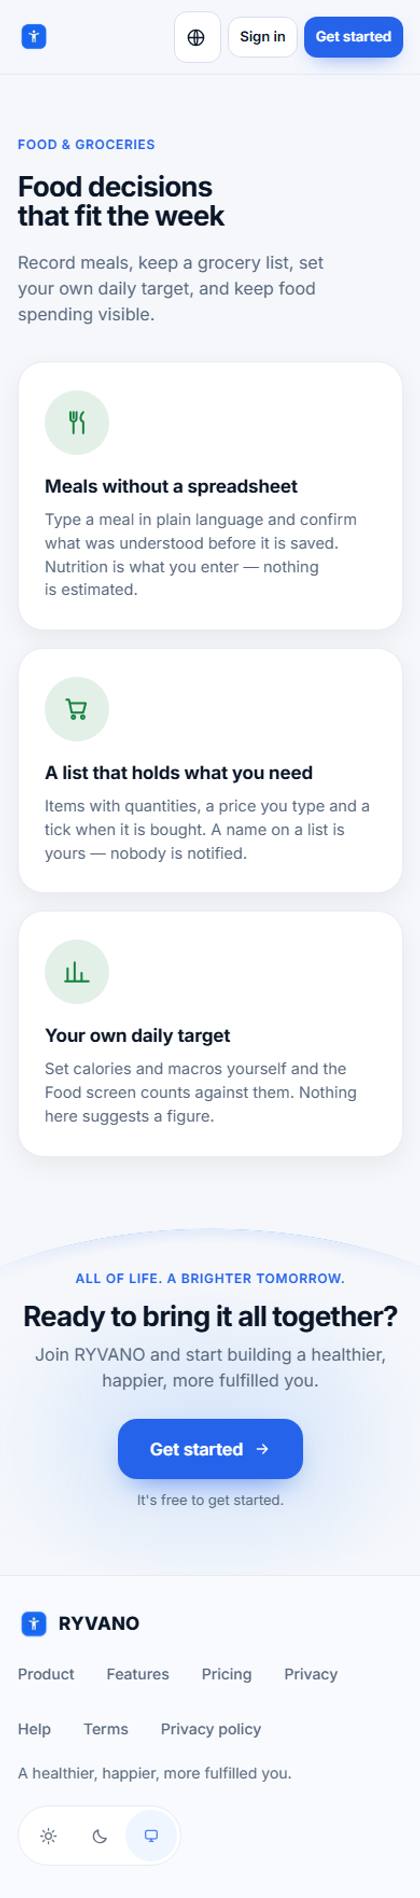 Sign in
Get started
FOOD & GROCERIES
Food decisions
that fit the week
Record meals, keep a grocery list, set
your own daily target, and keep food
spending visible.
Meals without a spreadsheet
Type a meal in plain language and confirm
what was understood before it is saved.
Nutrition is what you enter — nothing
is estimated.
A list that holds what you need
Items with quantities, a price you type and a
tick when it is bought. A name on a list is
yours — nobody is notified.
Your own daily target
Set calories and macros yourself and the
Food screen counts against them. Nothing
here suggests a figure.
ALL OF LIFE. A BRIGHTER TOMORROW.
Ready to bring it all together?
Join RYVANO and start building a healthier,
happier, more fulfilled you.
Get started →
It's free to get started.
RYVANO
Product Features Pricing Privacy
Help Terms Privacy policy
A healthier, happier, more fulfilled you.